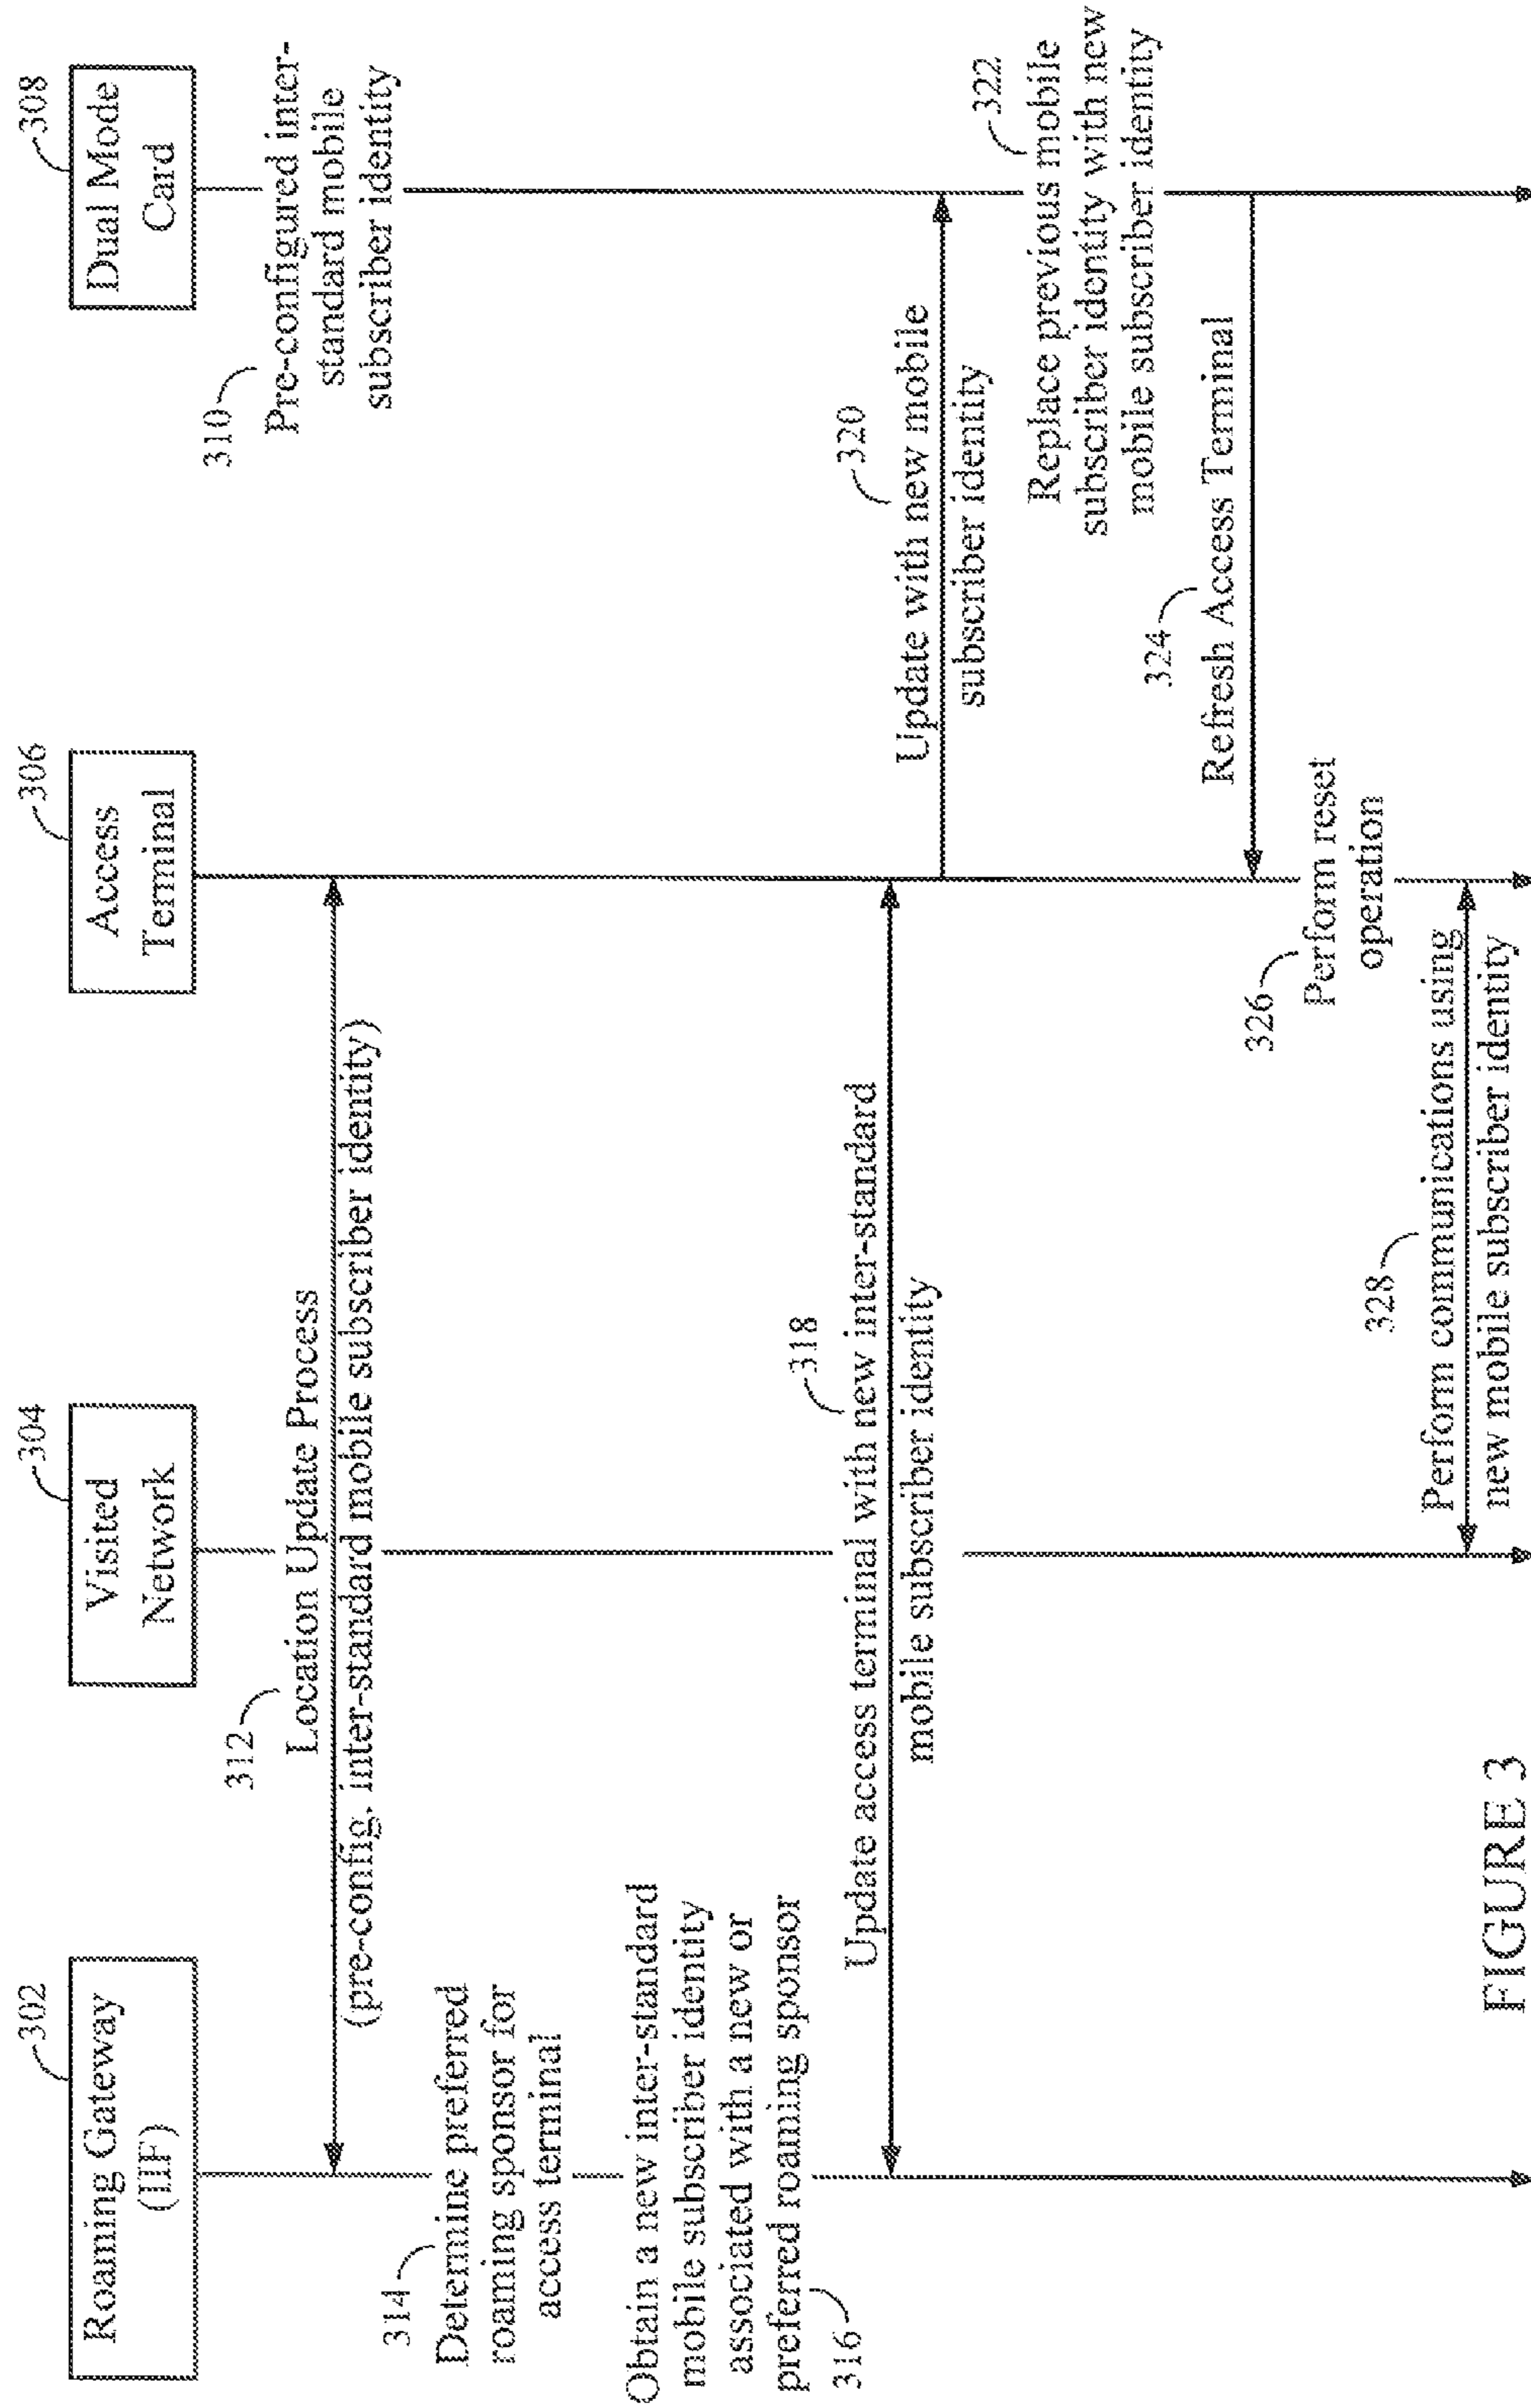 302
Roaming Gateway
(IIF)
304
Visited
Network
306
Access
Terminal
308
Dual Mode
Card
310
Pre-configured inter-
standard mobile
subscriber identity
312
Location Update Process
(pre-config. inter-standard mobile subscriber identity)
314
Determine preferred
roaming sponsor for
access terminal
Obtain a new inter-standard
mobile subscriber identity
associated with a new or
preferred roaming sponsor
316
318
Update access terminal with new inter-standard
mobile subscriber identity
320
Update with new mobile
subscriber identity
322
Replace previous mobile
subscriber identity with new
mobile subscriber identity
324
Refresh Access Terminal
326
Perform reset
operation
328
Perform communications using
new mobile subscriber identity
FIGURE 3